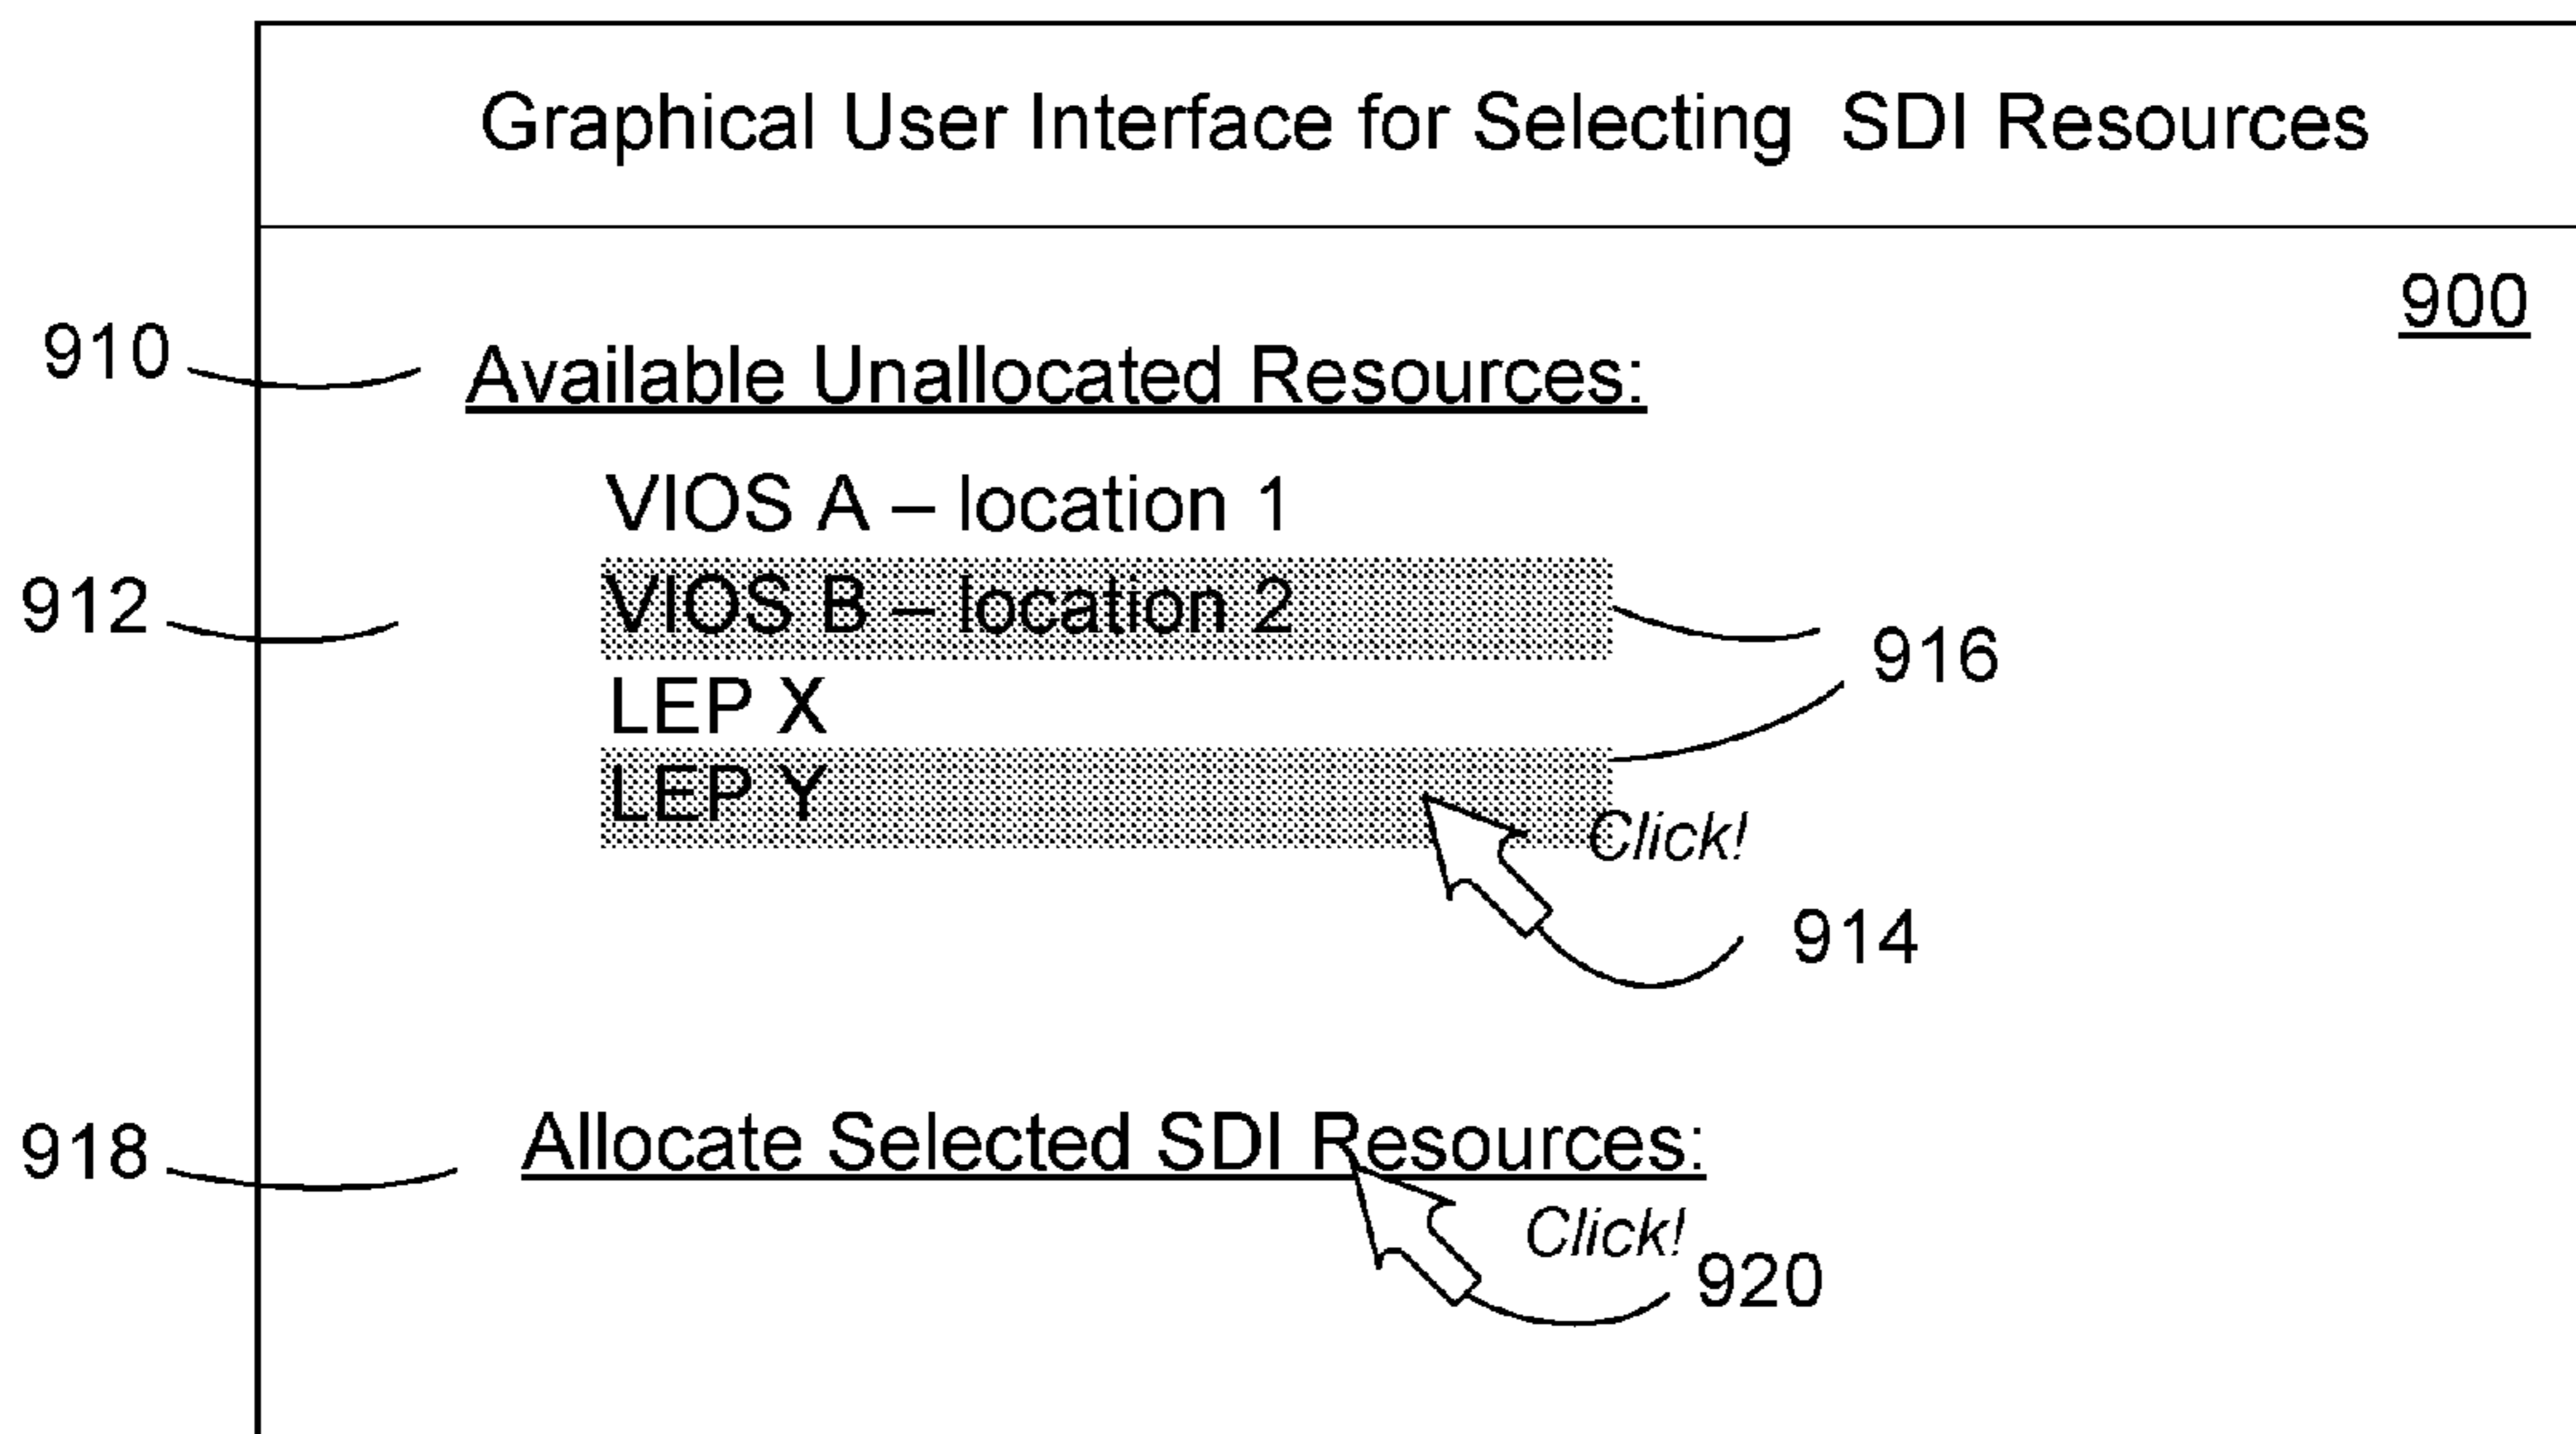 Graphical User Interface for Selecting SDI Resources
900
910
Available Unallocated Resources:
VIOS A – location 1
912
VIOS B – location 2
916
LEP X
LEP Y
Click!
914
918
Allocate Selected SDI Resources:
Click!
920